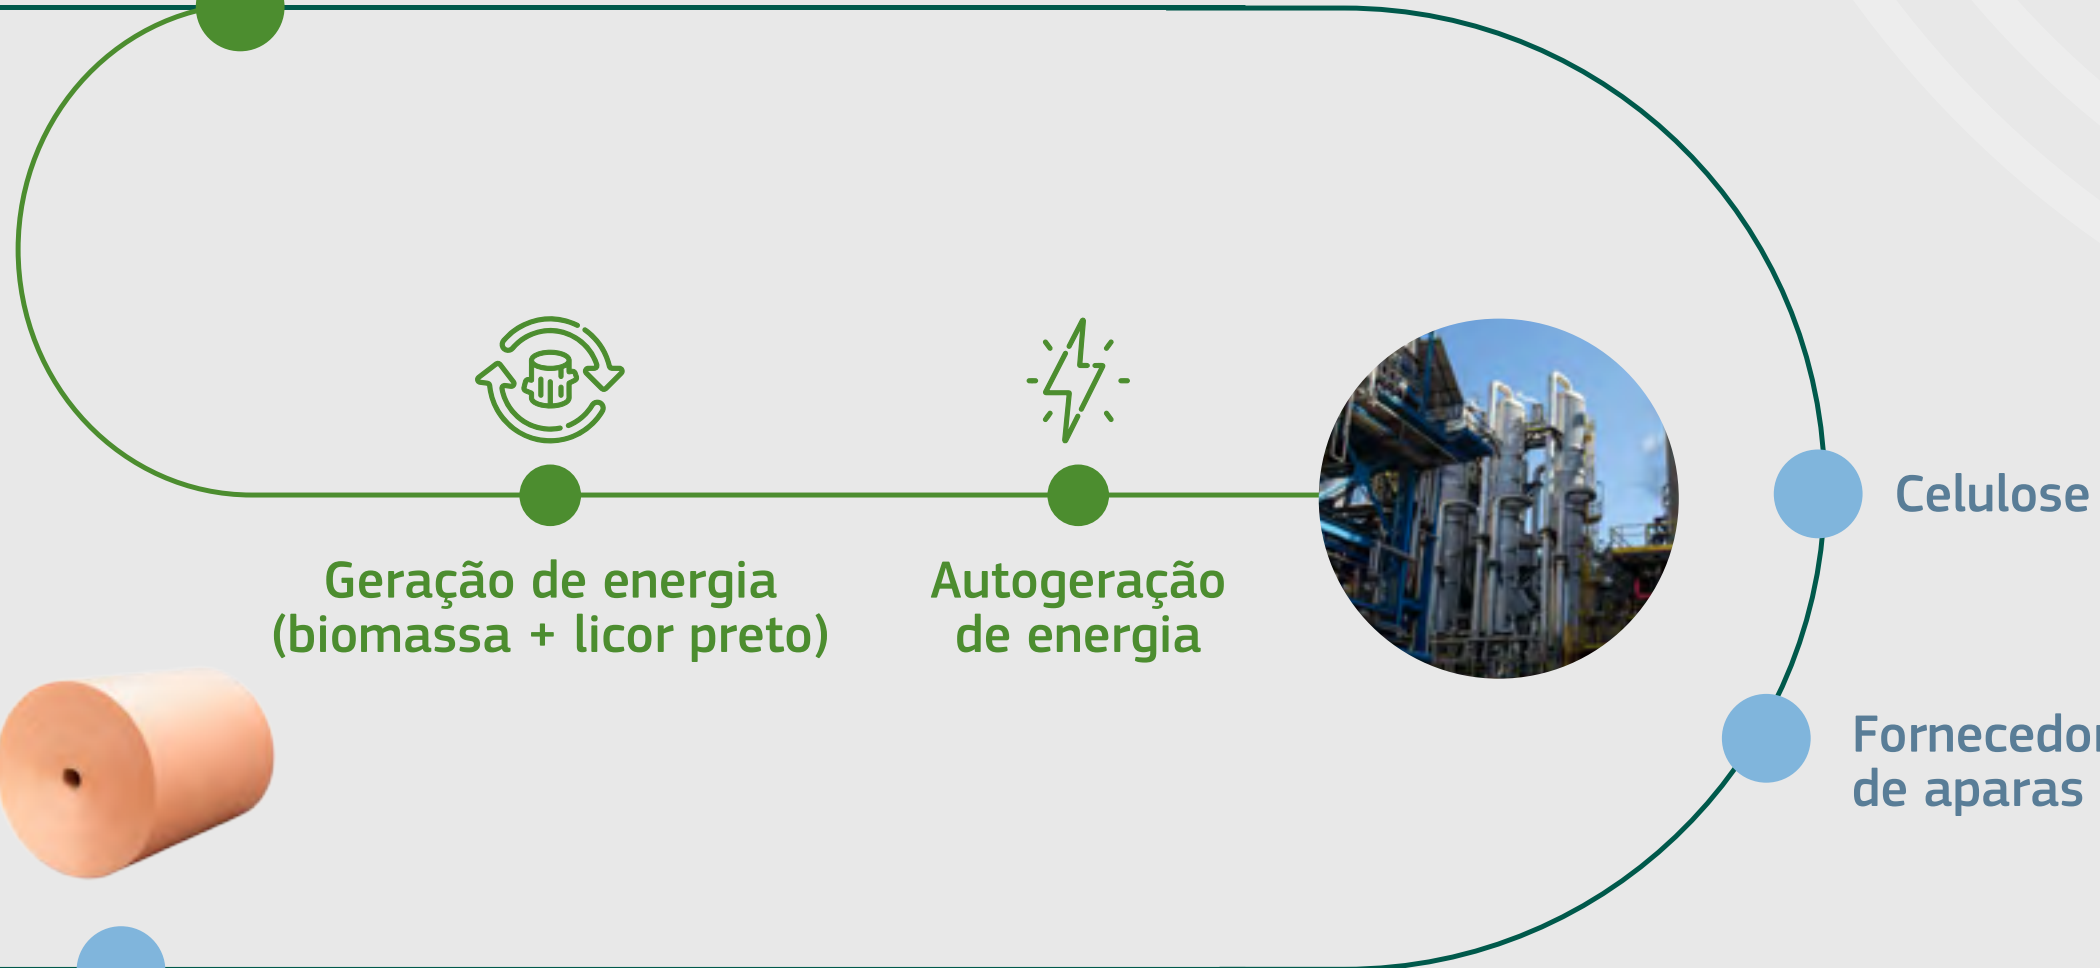 Geração de energia
(biomassa + licor preto)
Autogeração
de energia
Celulose
de aparas